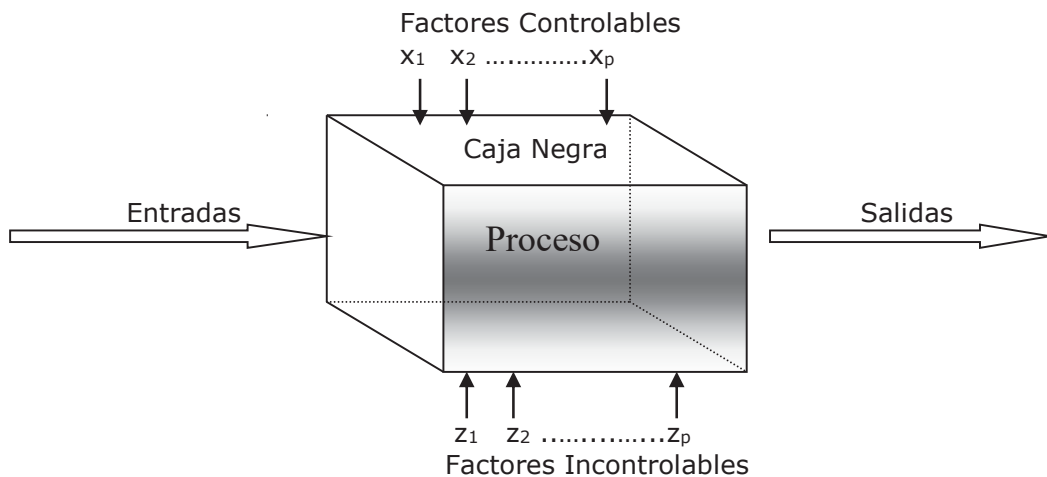 Factores Controlables
x1 x2 ..............xp
Caja Negra
Entradas
Salidas
Proceso
z1 z2 ................zp
Factores Incontrolables